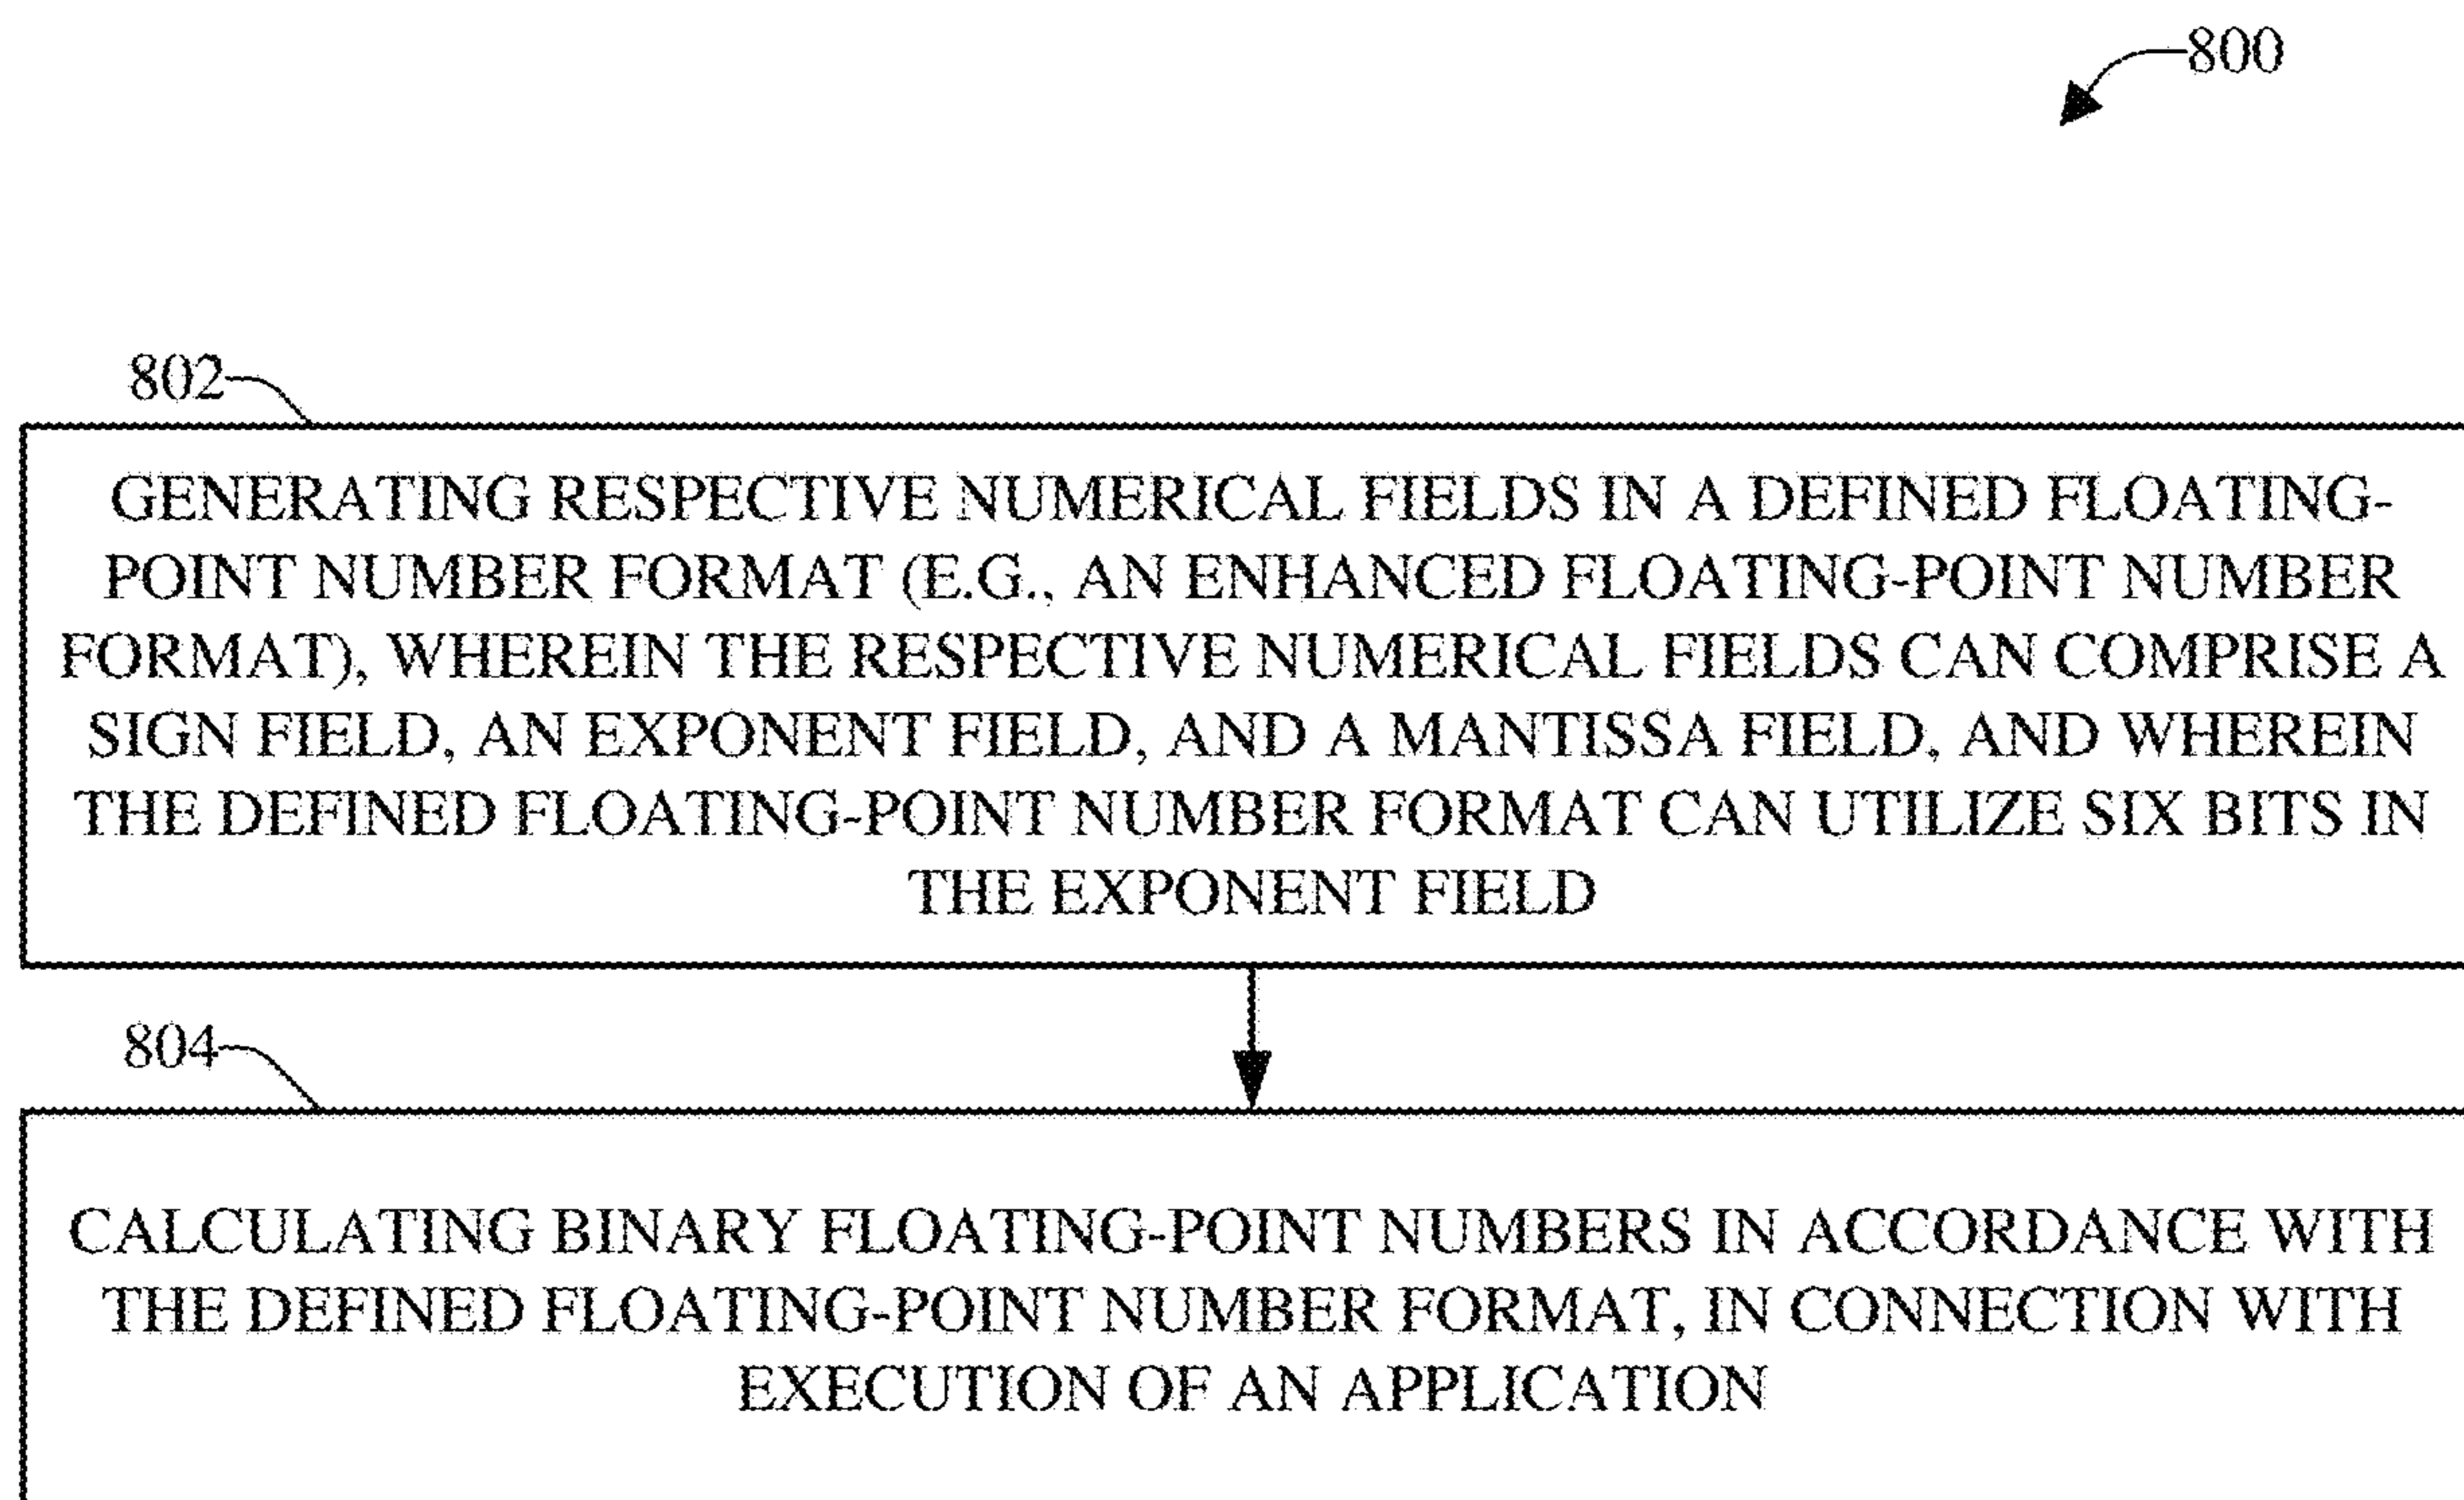 800
802
GENERATING RESPECTIVE NUMERICAL FIELDS IN A DEFINED FLOATING-
POINT NUMBER FORMAT (E.G., AN ENHANCED FLOATING-POINT NUMBER
FORMAT), WHEREIN THE RESPECTIVE NUMERICAL FIELDS CAN COMPRISE A
SIGN FIELD, AN EXPONENT FIELD, AND A MANTISSA FIELD, AND WHEREIN
THE DEFINED FLOATING-POINT NUMBER FORMAT CAN UTILIZE SIX BITS IN
THE EXPONENT FIELD
804
CALCULATING BINARY FLOATING-POINT NUMBERS IN ACCORDANCE WITH
THE DEFINED FLOATING-POINT NUMBER FORMAT, IN CONNECTION WITH
EXECUTION OF AN APPLICATION